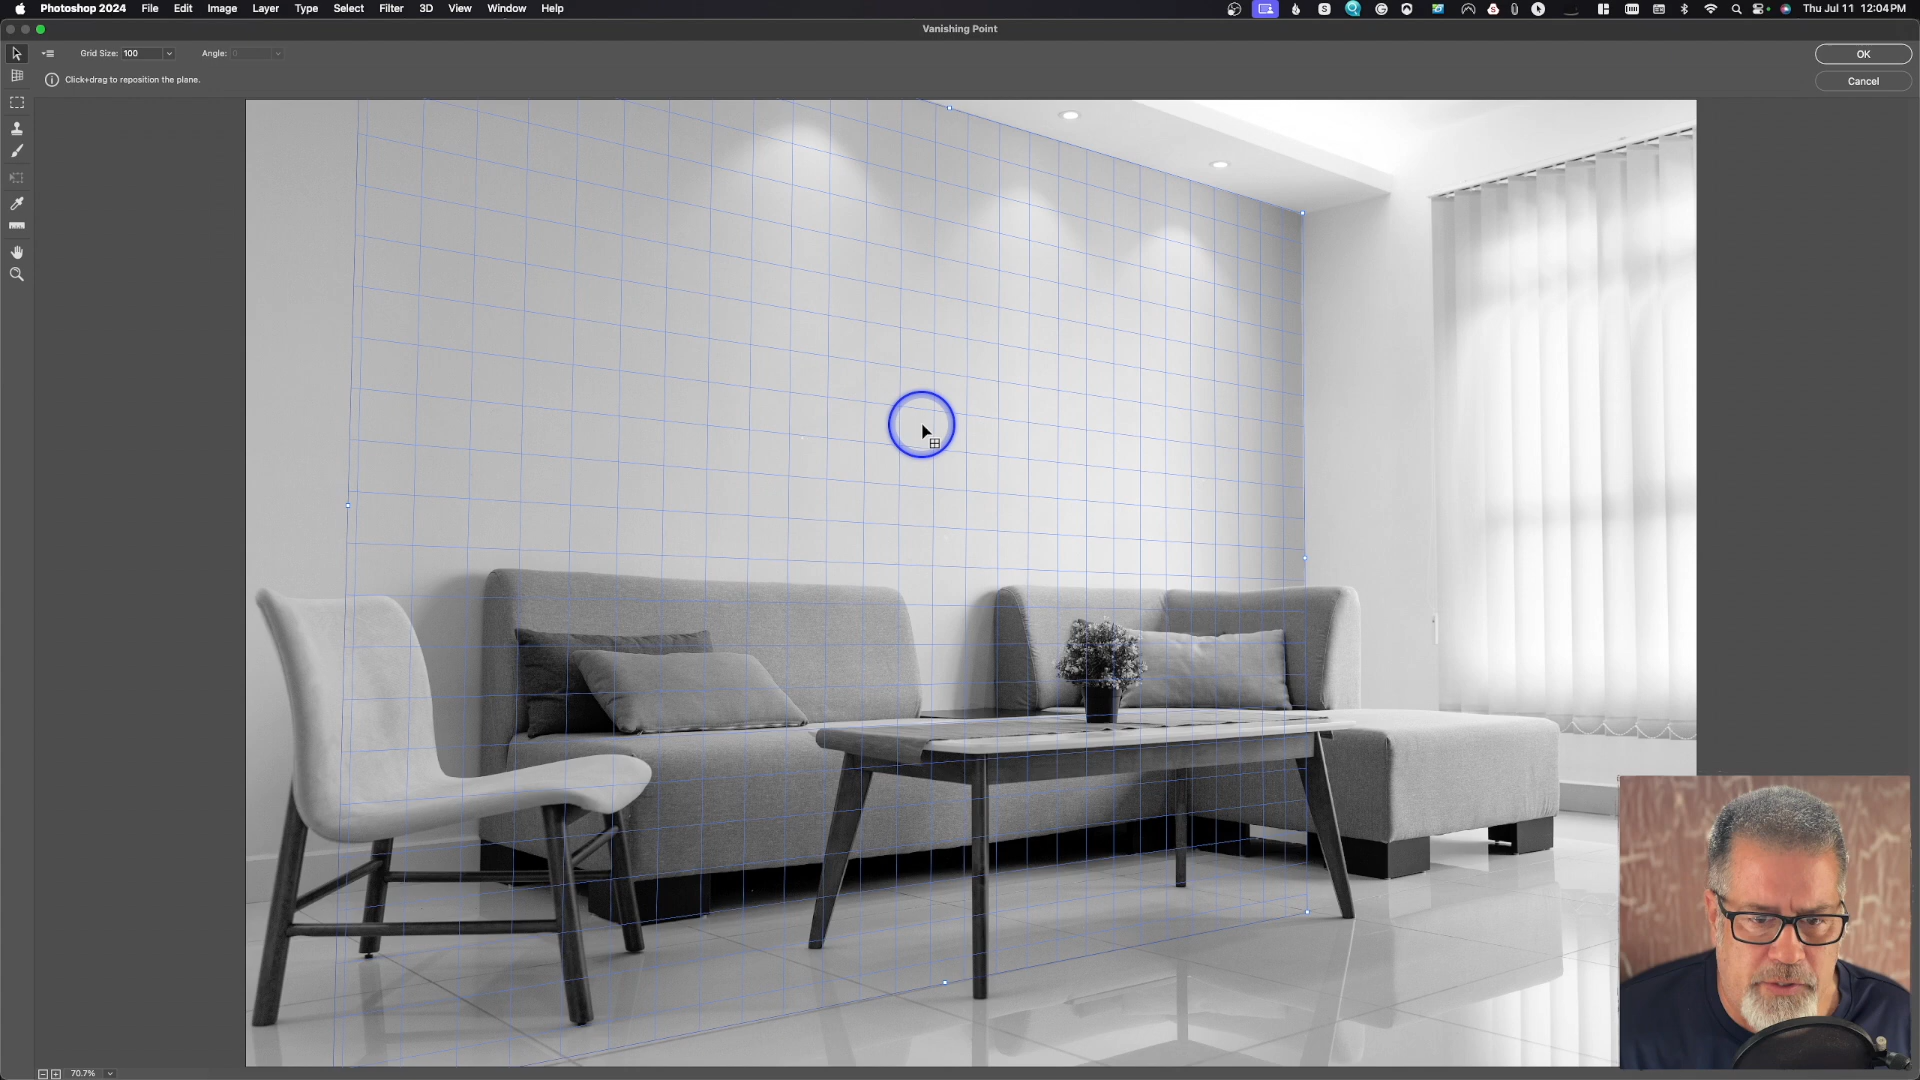 Photoshop 2024 File Edit Image Layer Type Select Filter 3D View Window Help Thu Jul 11 12:04 PM
Vanishing Point
Grid Size: 100 Angle: 0 OK
Click+drag to reposition the plane. Cancel
70.7%